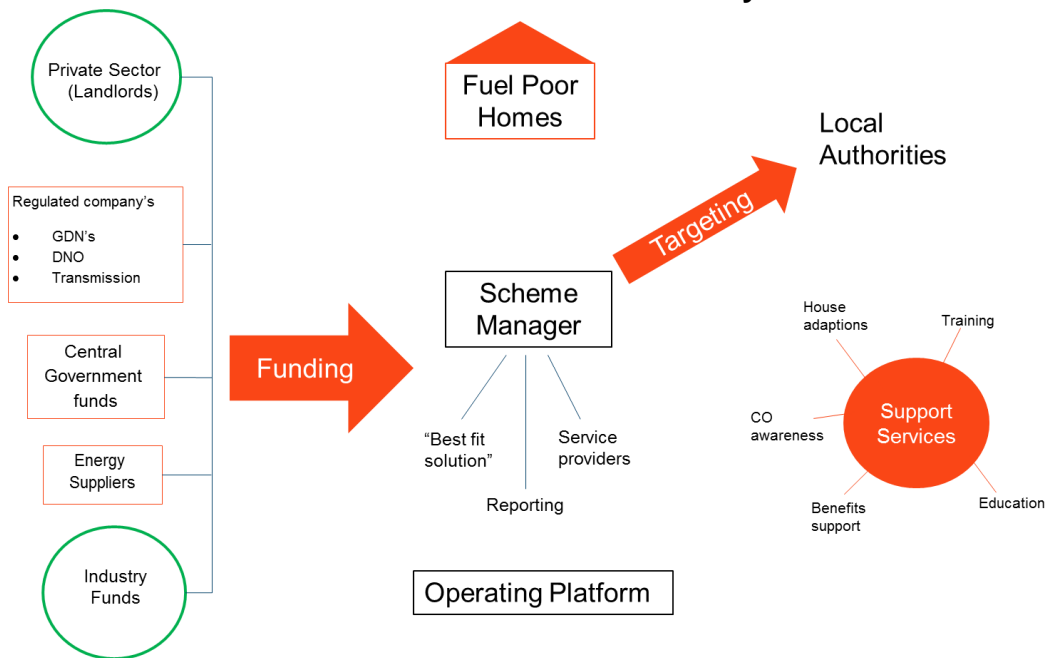 Private Sector
(Landlords)
Regulated company's
• GDN's
• DNO
• Transmission
Central
Government
funds
Energy
Suppliers
Industry
Funds
Funding
Fuel Poor
Homes
Scheme
Manager
“Best fit
solution”
Reporting
Service
providers
Operating Platform
Targeting
Local
Authorities
House
adaptions
Training
CO
awareness
Support
Services
Benefits
support
Education